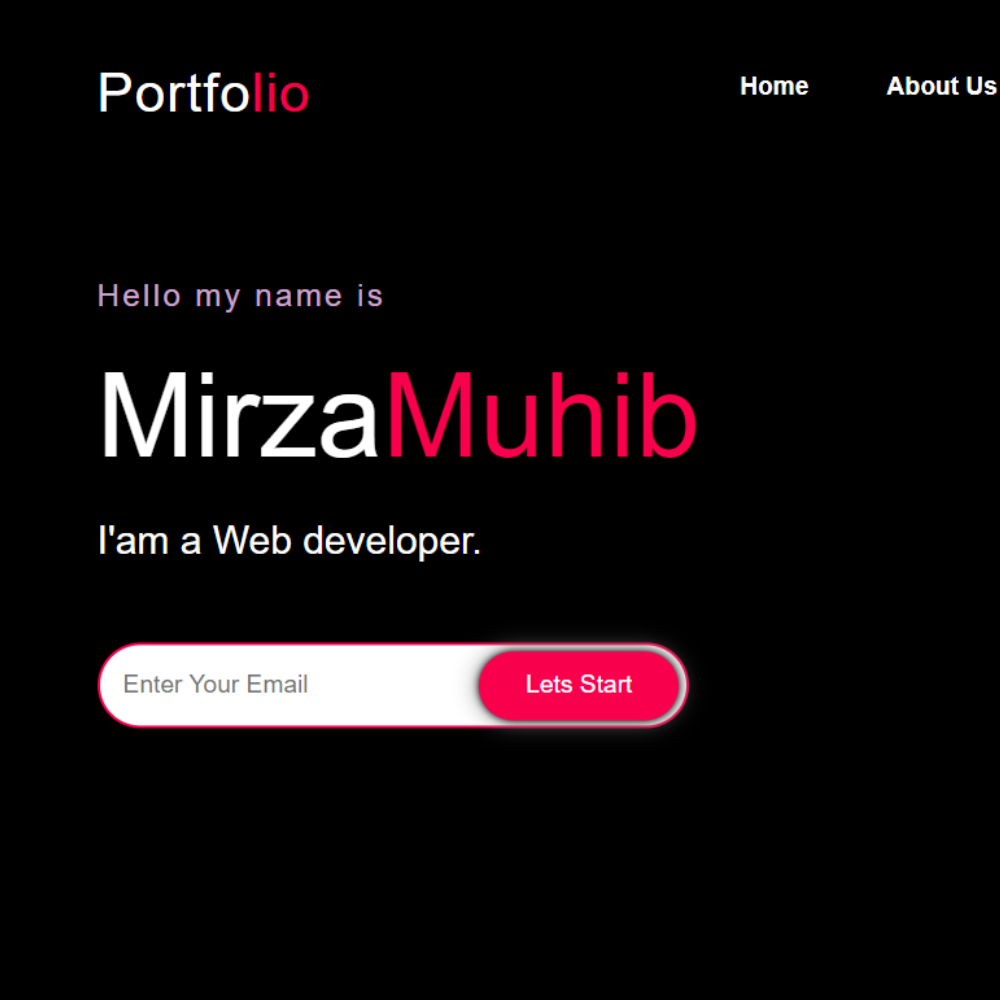 Portfolio
Home About Us
Hello my name is
MirzaMuhib
I'am a Web developer.
Enter Your Email Lets Start